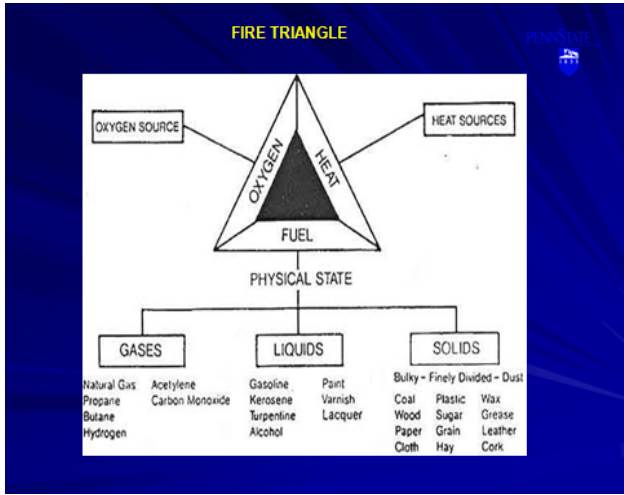 FIRE TRIANGLE
PENNSTATE
1855
OXYGEN SOURCE
HEAT SOURCES
OXYGEN
HEAT
FUEL
PHYSICAL STATE
GASES
Natural Gas Acetylene
Propane Carbon Monoxide
Butane
Hydrogen
LIQUIDS
Gasoline Paint
Kerosene Varnish
Turpentine Lacquer
Alcohol
SOLIDS
Bulky – Finely Divided – Dust
Coal Plastic Wax
Wood Sugar Grease
Paper Grain Leather
Cloth Hay Cork